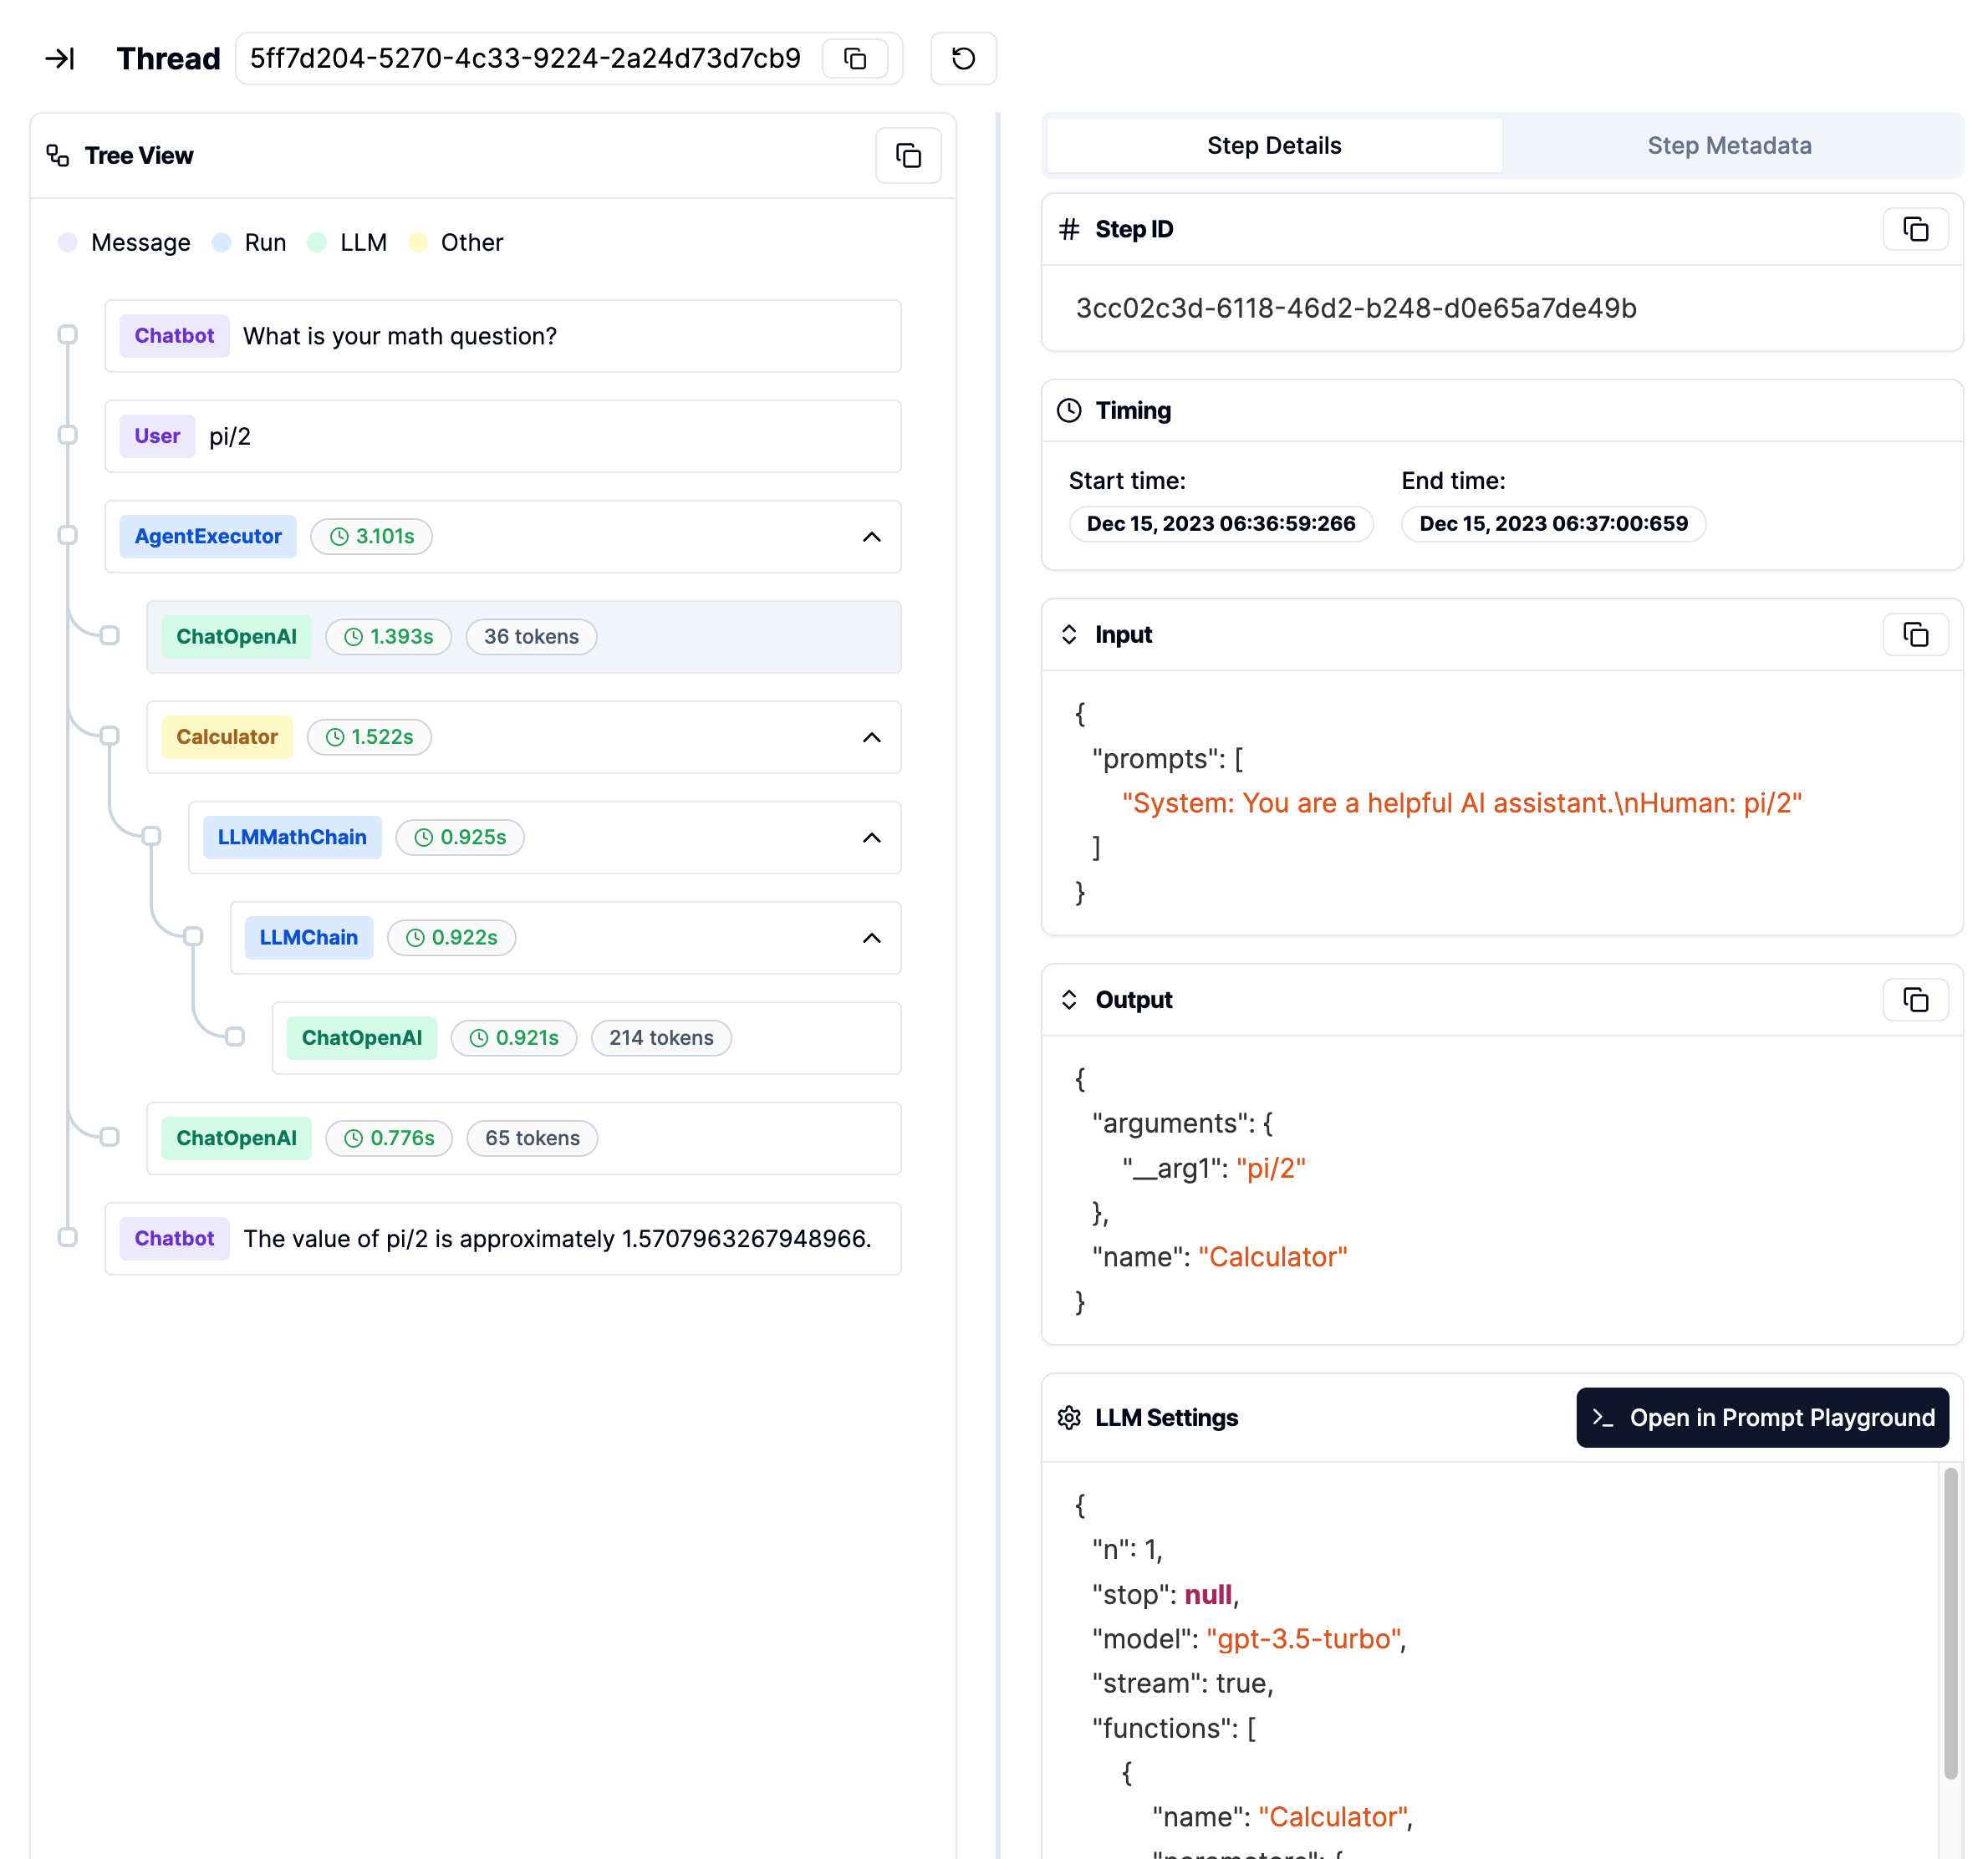 Thread 5ff7d204-5270-4c33-9224-2a24d73d7cb9
Tree View
Message Run LLM Other
Chatbot What is your math question?
User pi/2
AgentExecutor 3.101s
ChatOpenAI 1.393s 36 tokens
Calculator 1.522s
LLMMathChain 0.925s
LLMChain 0.922s
ChatOpenAI 0.921s 214 tokens
ChatOpenAI 0.776s 65 tokens
Chatbot The value of pi/2 is approximately 1.5707963267948966.
Step Details Step Metadata
# Step ID
3cc02c3d-6118-46d2-b248-d0e65a7de49b
Timing
Start time: End time:
Dec 15, 2023 06:36:59:266 Dec 15, 2023 06:37:00:659
Input
{
"prompts": [
"System: You are a helpful AI assistant.\nHuman: pi/2"
]
}
Output
{
"arguments": {
"__arg1": "pi/2"
},
"name": "Calculator"
}
LLM Settings >_ Open in Prompt Playground
{
"n": 1,
"stop": null,
"model": "gpt-3.5-turbo",
"stream": true,
"functions": [
{
"name": "Calculator",